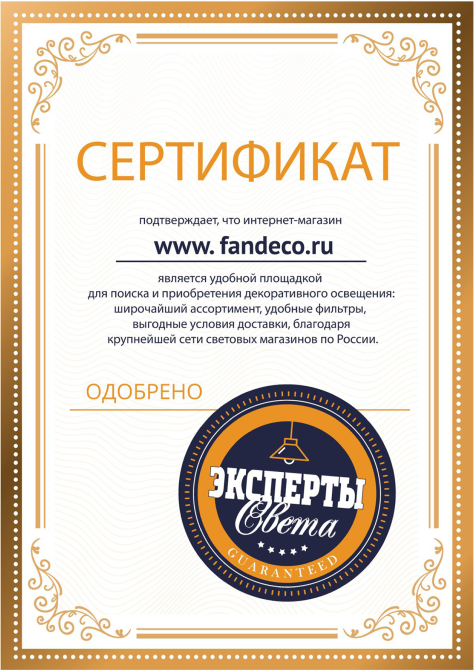 СЕРТИФИКАТ
подтверждает, что интернет-магазин
www. fandeco.ru
является удобной площадкой
для поиска и приобретения декоративного освещения:
широчайший ассортимент, удобные фильтры,
выгодные условия доставки, благодаря
крупнейшей сети световых магазинов по России.
ОДОБРЕНО
ЭКСПЕРТЫ
Света
GUARANTEED